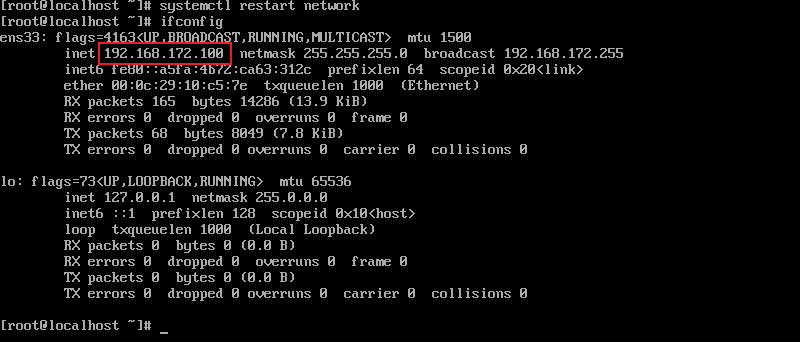 [root@localhost ~]# systemctl restart network
[root@localhost ~]# ifconfig
ens33: flags=4163<UP,BROADCAST,RUNNING,MULTICAST>  mtu 1500
        inet 192.168.172.100  netmask 255.255.255.0  broadcast 192.168.172.255
        inet6 fe80::a5fa:4b72:ca63:312c  prefixlen 64  scopeid 0x20<link>
        ether 00:0c:29:10:c5:7e  txqueuelen 1000  (Ethernet)
        RX packets 165  bytes 14286 (13.9 KiB)
        RX errors 0  dropped 0  overruns 0  frame 0
        TX packets 68  bytes 8049 (7.8 KiB)
        TX errors 0  dropped 0 overruns 0  carrier 0  collisions 0

lo: flags=73<UP,LOOPBACK,RUNNING>  mtu 65536
        inet 127.0.0.1  netmask 255.0.0.0
        inet6 ::1  prefixlen 128  scopeid 0x10<host>
        loop  txqueuelen 1000  (Local Loopback)
        RX packets 0  bytes 0 (0.0 B)
        RX errors 0  dropped 0  overruns 0  frame 0
        TX packets 0  bytes 0 (0.0 B)
        TX errors 0  dropped 0 overruns 0  carrier 0  collisions 0

[root@localhost ~]# _